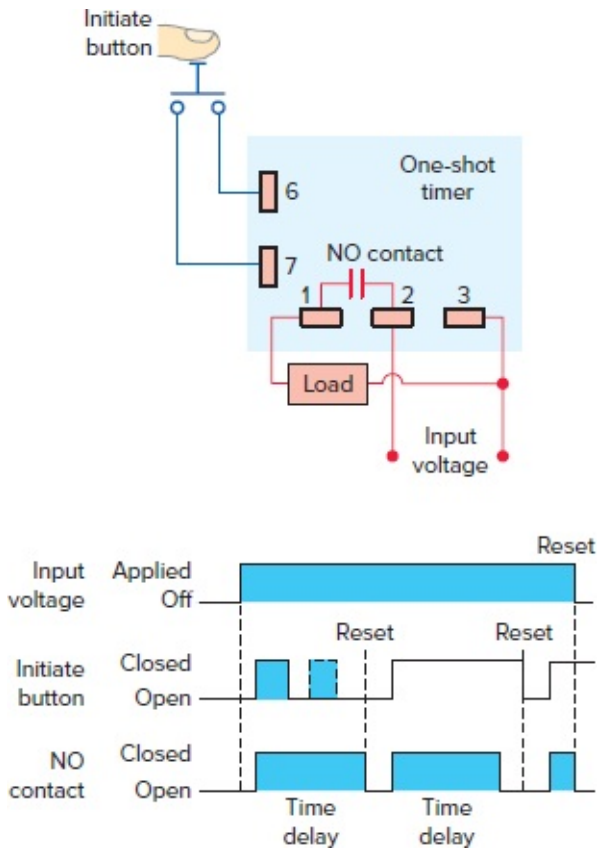 Initiate
button
One-shot
timer
6
7
NO contact
1
2
3
Load
Input
voltage
Reset
Input
voltage
Applied
Off
Reset
Reset
Initiate
button
Closed
Open
NO
contact
Closed
Open
Time
delay
Time
delay